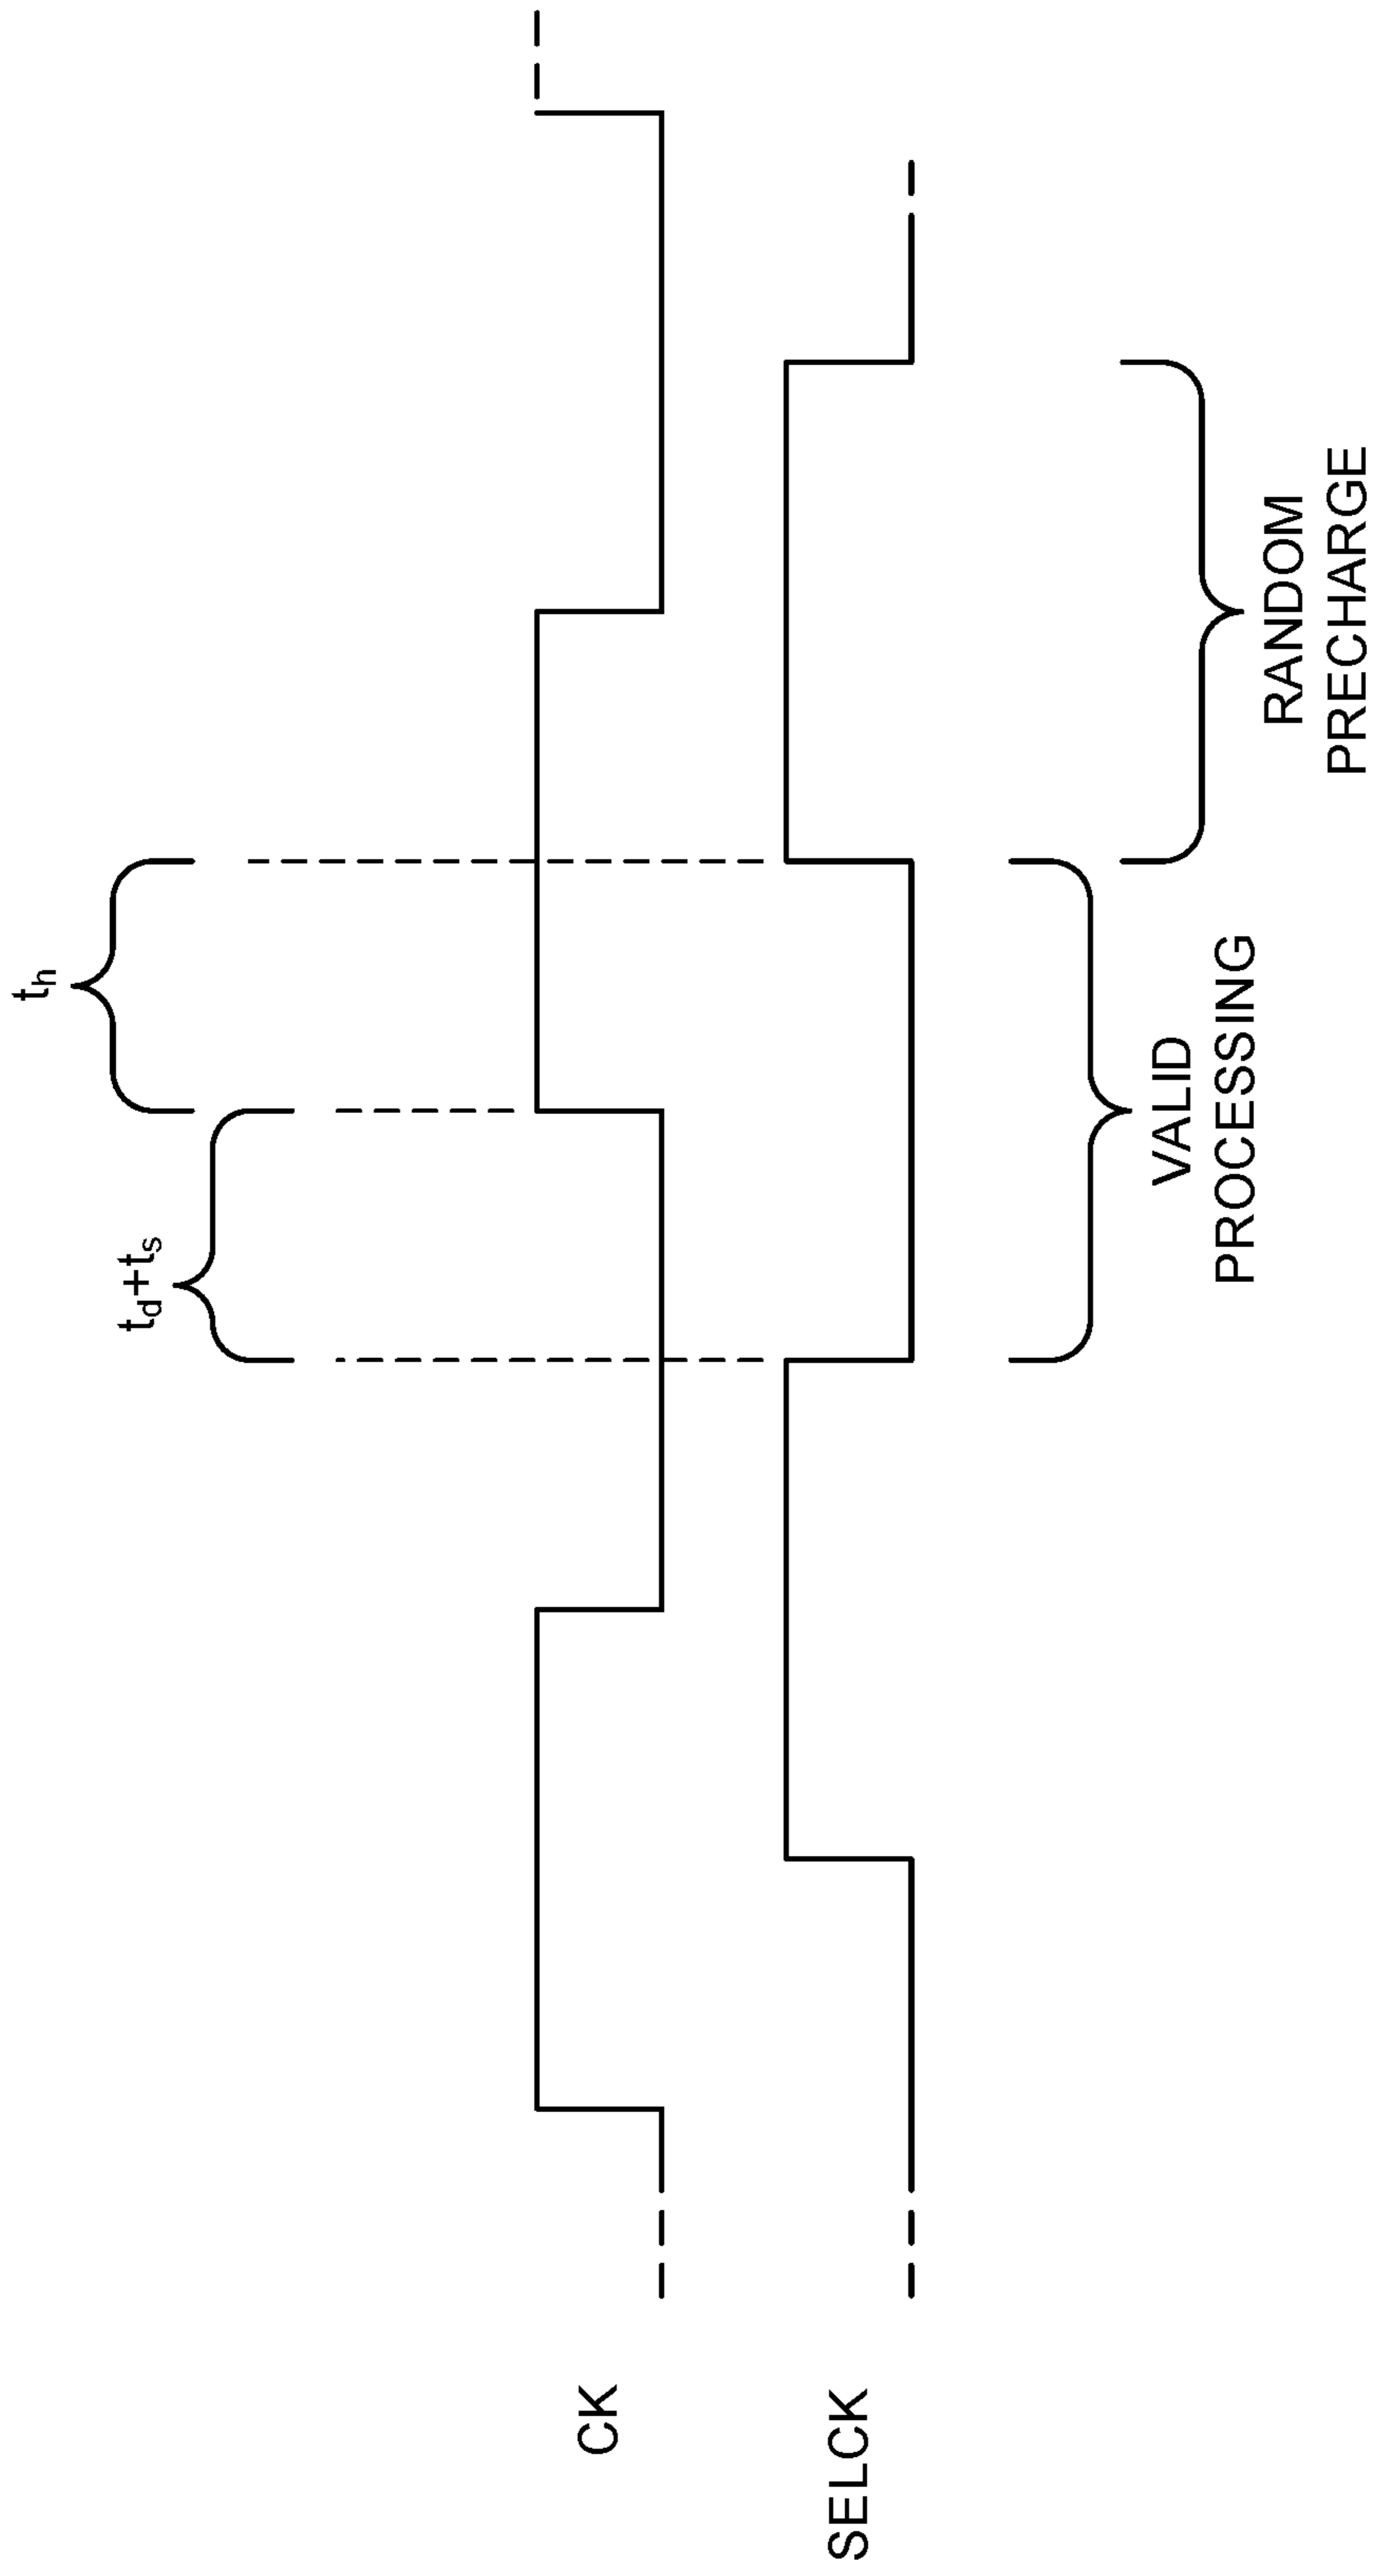 t_h
t_d+t_s
CK
SELCK
VALID
PROCESSING
RANDOM
PRECHARGE